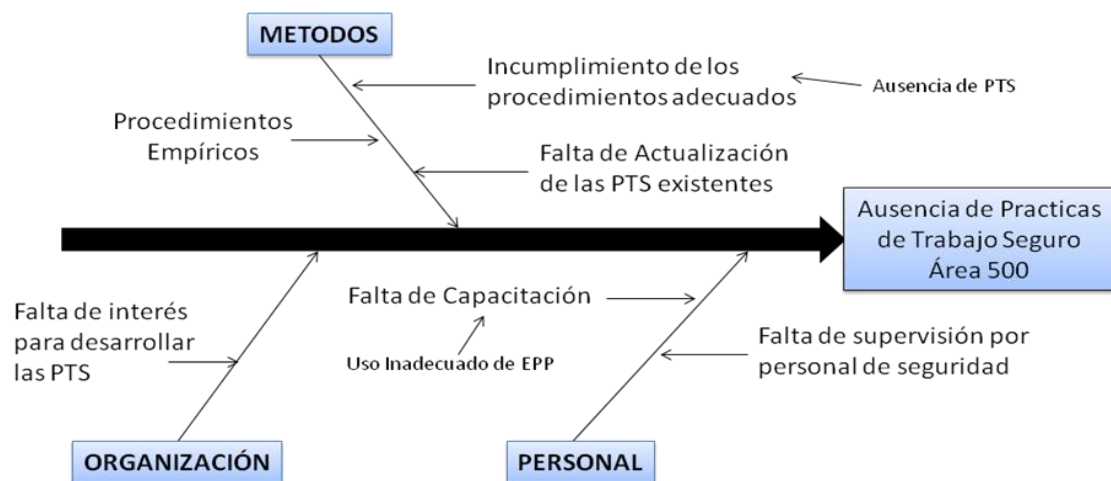 METODOS
Incumplimiento de los
procedimientos adecuados
Ausencia de PTS
Procedimientos
Empíricos
Falta de Actualización
de las PTS existentes
Ausencia de Practicas
de Trabajo Seguro
Área 500
Falta de interés
para desarrollar
las PTS
Falta de Capacitación
Uso Inadecuado de EPP
Falta de supervisión por
personal de seguridad
ORGANIZACIÓN
PERSONAL